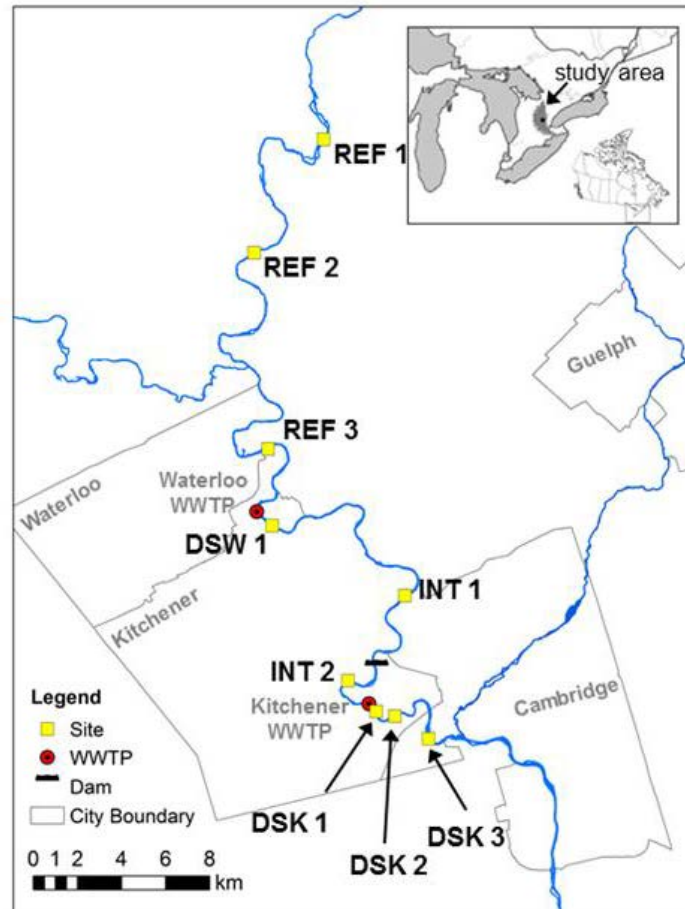 study area
REF 1
REF 2
Guelph
REF 3
Waterloo
WWTP
Waterloo
DSW 1
INT 1
Kitchener
INT 2
Cambridge
Kitchener
WWTP
Legend
Site
WWTP
Dam
City Boundary
DSK 1
DSK 2
DSK 3
0 1 2 4 6 8
km